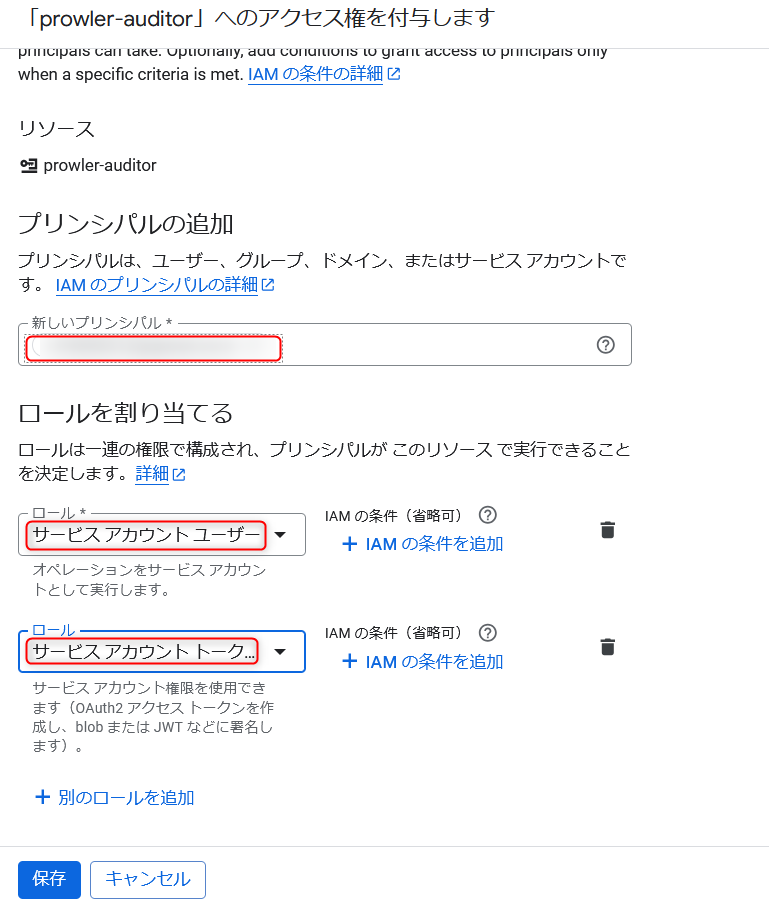 「prowler-auditor」へのアクセス権を付与します
principals can take. Optionally, add conditions to grant access to principals only
when a specific criteria is met. IAM の条件の詳細
リソース
prowler-auditor
プリンシパルの追加
プリンシパルは、ユーザー、グループ、ドメイン、またはサービス アカウントで
す。 IAM のプリンシパルの詳細
新しいプリンシパル *
ロールを割り当てる
ロールは一連の権限で構成され、プリンシパルが このリソース で実行できること
を決定します。詳細
ロール *
サービス アカウント ユーザー
IAM の条件（省略可）
IAM の条件を追加
オペレーションをサービス アカウン
トとして実行します。
ロール
サービス アカウント トーク...
IAM の条件（省略可）
IAM の条件を追加
サービス アカウント権限を使用でき
ます（OAuth2 アクセス トークンを作
成し、blob または JWT などに署名し
ます）。
別のロールを追加
保存
キャンセル